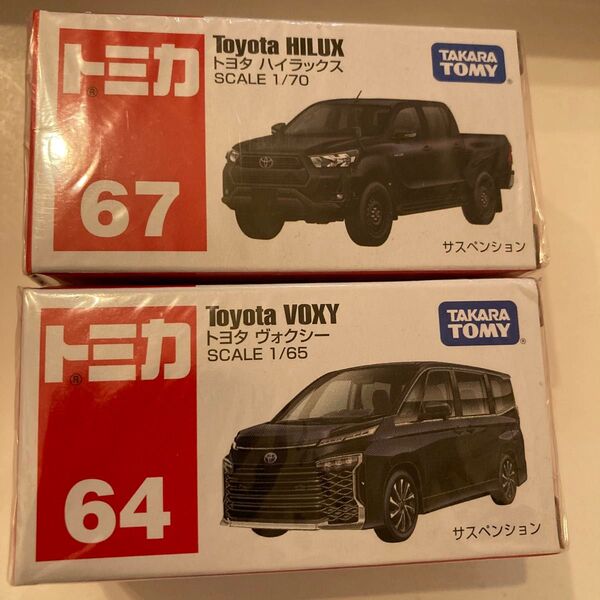 トミカ
®
67
Toyota HILUX
トヨタ ハイラックス
SCALE 1/70
TAKARA
TOMY
サスペンション
トミカ
®
64
Toyota VOXY
トヨタ ヴォクシー
SCALE 1/65
TAKARA
TOMY
サスペンション